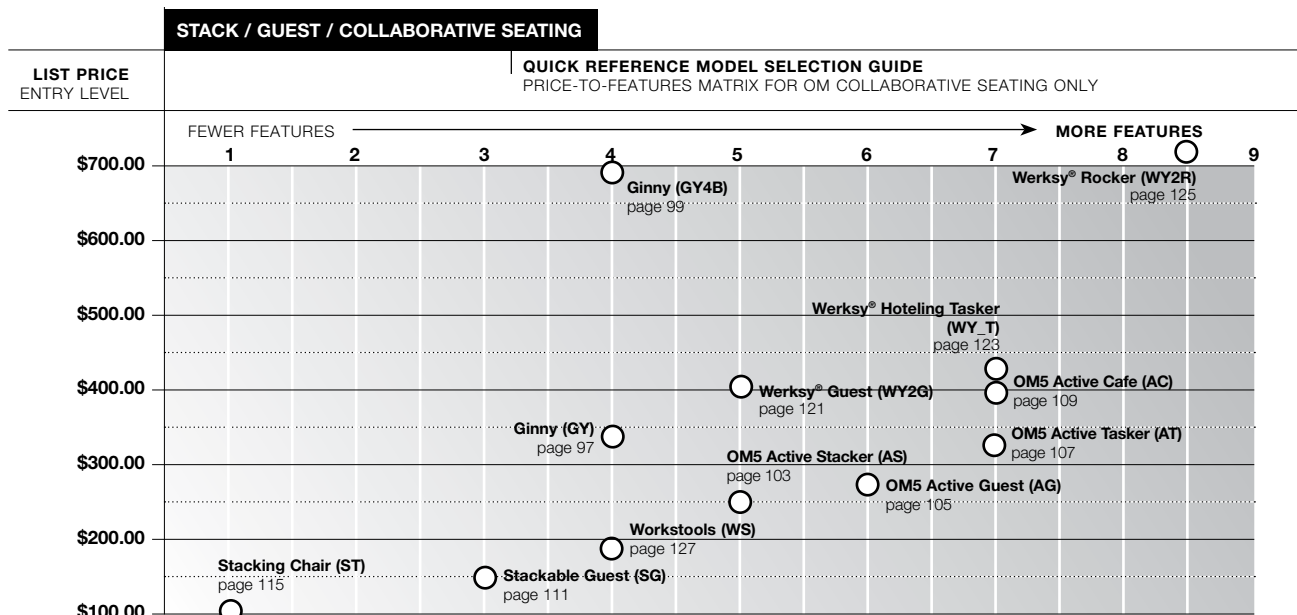 STACK / GUEST / COLLABORATIVE SEATING
LIST PRICE
ENTRY LEVEL
QUICK REFERENCE MODEL SELECTION GUIDE
PRICE-TO-FEATURES MATRIX FOR OM COLLABORATIVE SEATING ONLY
FEWER FEATURES
MORE FEATURES
1 2 3 4 5 6 7 8 9
$700.00
Ginny (GY4B)
page 99
Werksy® Rocker (WY2R)
page 125
$600.00
$500.00
Werksy® Hoteling Tasker
(WY_T)
page 123
$400.00
Werksy® Guest (WY2G)
page 121
OM5 Active Cafe (AC)
page 109
Ginny (GY)
page 97
OM5 Active Tasker (AT)
page 107
$300.00
OM5 Active Stacker (AS)
page 103
OM5 Active Guest (AG)
page 105
$200.00
Workstools (WS)
page 127
Stacking Chair (ST)
page 115
Stackable Guest (SG)
page 111
$100.00